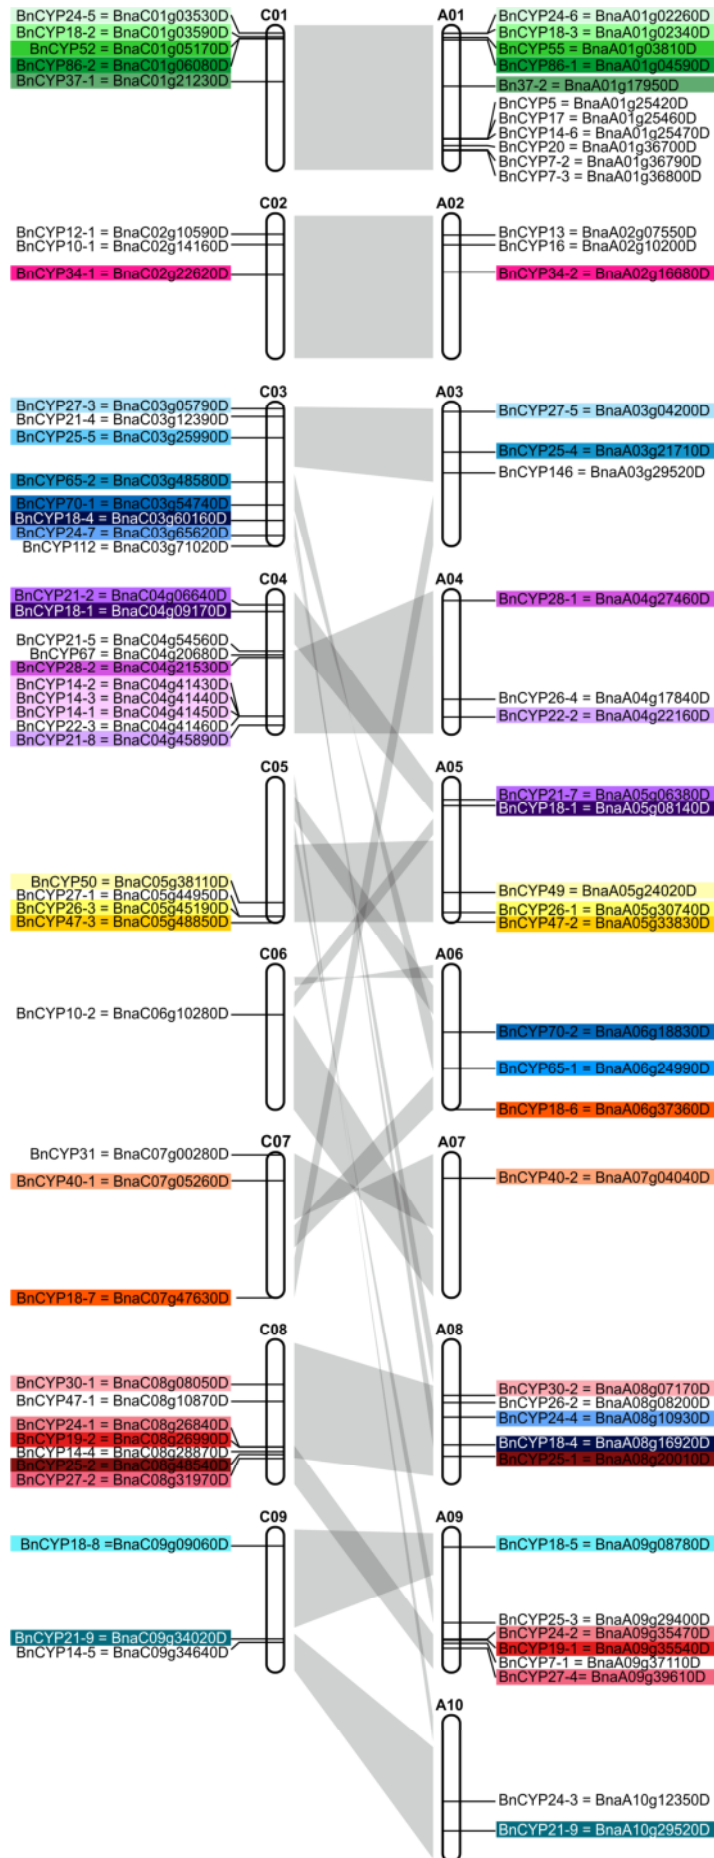 C01
BnCYP24-5 = BnaC01g03530D
BnCYP18-2 = BnaC01g03590D
BnCYP52 = BnaC01g05170D
BnCYP86-2 = BnaC01g06080D
BnCYP37-1 = BnaC01g21230D
A01
BnCYP24-6 = BnaA01g02260D
BnCYP18-3 = BnaA01g02340D
BnCYP55 = BnaA01g03810D
BnCYP86-1 = BnaA01g04590D
Bn37-2 = BnaA01g17950D
BnCYP5 = BnaA01g25420D
BnCYP17 = BnaA01g25460D
BnCYP14-6 = BnaA01g25470D
BnCYP20 = BnaA01g36700D
BnCYP7-2 = BnaA01g36790D
BnCYP7-3 = BnaA01g36800D
C02
BnCYP12-1 = BnaC02g10590D
BnCYP10-1 = BnaC02g14160D
BnCYP34-1 = BnaC02g22620D
A02
BnCYP13 = BnaA02g07550D
BnCYP16 = BnaA02g10200D
BnCYP34-2 = BnaA02g16680D
C03
BnCYP27-3 = BnaC03g05790D
BnCYP21-4 = BnaC03g12390D
BnCYP25-5 = BnaC03g25990D
BnCYP65-2 = BnaC03g48580D
BnCYP70-1 = BnaC03g54740D
BnCYP18-4 = BnaC03g60160D
BnCYP24-7 = BnaC03g65620D
BnCYP112 = BnaC03g71020D
A03
BnCYP27-5 = BnaA03g04200D
BnCYP25-4 = BnaA03g21710D
BnCYP146 = BnaA03g29520D
C04
BnCYP21-2 = BnaC04g06640D
BnCYP18-1 = BnaC04g09170D
BnCYP21-5 = BnaC04g54560D
BnCYP67 = BnaC04g20680D
BnCYP28-2 = BnaC04g21530D
BnCYP14-2 = BnaC04g41430D
BnCYP14-3 = BnaC04g41440D
BnCYP14-1 = BnaC04g41450D
BnCYP22-3 = BnaC04g41460D
BnCYP21-8 = BnaC04g45890D
A04
BnCYP28-1 = BnaA04g27460D
BnCYP26-4 = BnaA04g17840D
BnCYP22-2 = BnaA04g22160D
C05
BnCYP50 = BnaC05g38110D
BnCYP27-1 = BnaC05g44950D
BnCYP26-3 = BnaC05g45190D
BnCYP47-3 = BnaC05g48850D
A05
BnCYP21-7 = BnaA05g06380D
BnCYP18-1 = BnaA05g08140D
BnCYP49 = BnaA05g24020D
BnCYP26-1 = BnaA05g30740D
BnCYP47-2 = BnaA05g33830D
C06
BnCYP10-2 = BnaC06g10280D
A06
BnCYP70-2 = BnaA06g18830D
BnCYP65-1 = BnaA06g24990D
BnCYP18-6 = BnaA06g37360D
C07
BnCYP31 = BnaC07g00280D
BnCYP40-1 = BnaC07g05260D
BnCYP18-7 = BnaC07g47630D
A07
BnCYP40-2 = BnaA07g04040D
C08
BnCYP30-1 = BnaC08g08050D
BnCYP47-1 = BnaC08g10870D
BnCYP24-1 = BnaC08g26840D
BnCYP19-2 = BnaC08g26990D
BnCYP14-4 = BnaC08g28870D
BnCYP25-2 = BnaC08g48540D
BnCYP27-2 = BnaC08g31970D
A08
BnCYP30-2 = BnaA08g07170D
BnCYP26-2 = BnaA08g08200D
BnCYP24-4 = BnaA08g10930D
BnCYP18-4 = BnaA08g16920D
BnCYP25-1 = BnaA08g20010D
C09
BnCYP18-8 =BnaC09g09060D
BnCYP21-9 = BnaC09g34020D
BnCYP14-5 = BnaC09g34640D
A09
BnCYP18-5 = BnaA09g08780D
BnCYP25-3 = BnaA09g29400D
BnCYP24-2 = BnaA09g35470D
BnCYP19-1 = BnaA09g35540D
BnCYP7-1 = BnaA09g37110D
BnCYP27-4= BnaA09g39610D
A10
BnCYP24-3 = BnaA10g12350D
BnCYP21-9 = BnaA10g29520D